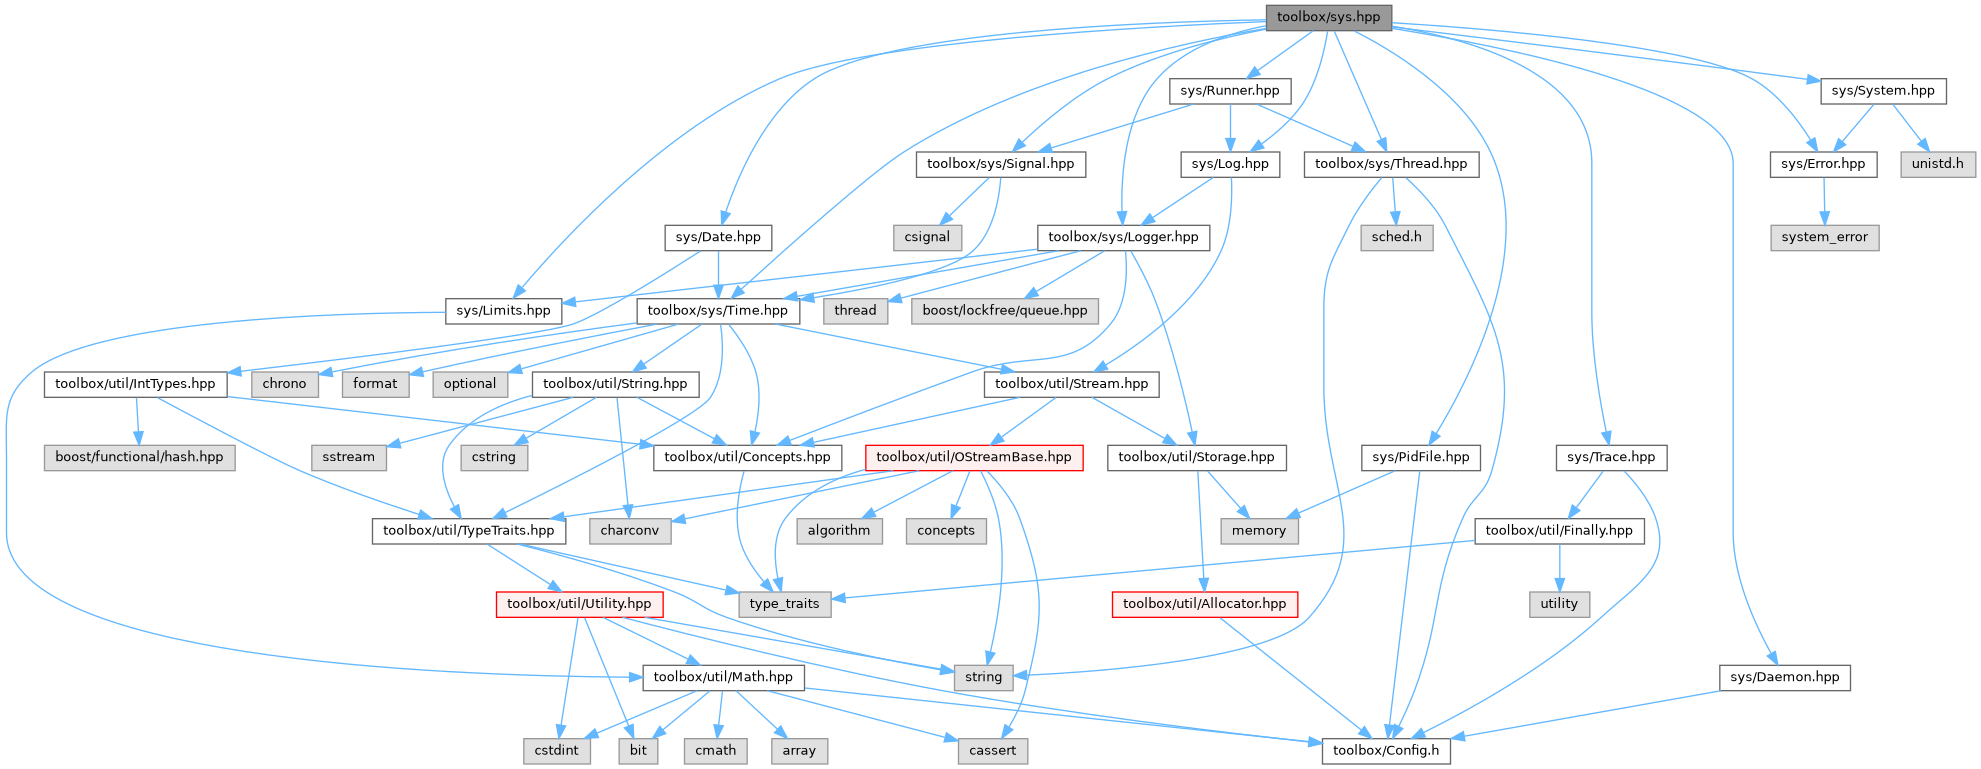 toolbox/sys.hpp
sys/Runner.hpp
sys/System.hpp
toolbox/sys/Signal.hpp
sys/Log.hpp
toolbox/sys/Thread.hpp
sys/Error.hpp
unistd.h
sys/Date.hpp
csignal
toolbox/sys/Logger.hpp
sched.h
system_error
sys/Limits.hpp
toolbox/sys/Time.hpp
thread
boost/lockfree/queue.hpp
toolbox/util/IntTypes.hpp
chrono
format
optional
toolbox/util/String.hpp
toolbox/util/Stream.hpp
boost/functional/hash.hpp
sstream
cstring
toolbox/util/Concepts.hpp
toolbox/util/OStreamBase.hpp
toolbox/util/Storage.hpp
sys/PidFile.hpp
sys/Trace.hpp
toolbox/util/TypeTraits.hpp
charconv
algorithm
concepts
memory
toolbox/util/Finally.hpp
toolbox/util/Utility.hpp
type_traits
toolbox/util/Allocator.hpp
utility
toolbox/util/Math.hpp
string
sys/Daemon.hpp
cstdint
bit
cmath
array
cassert
toolbox/Config.h